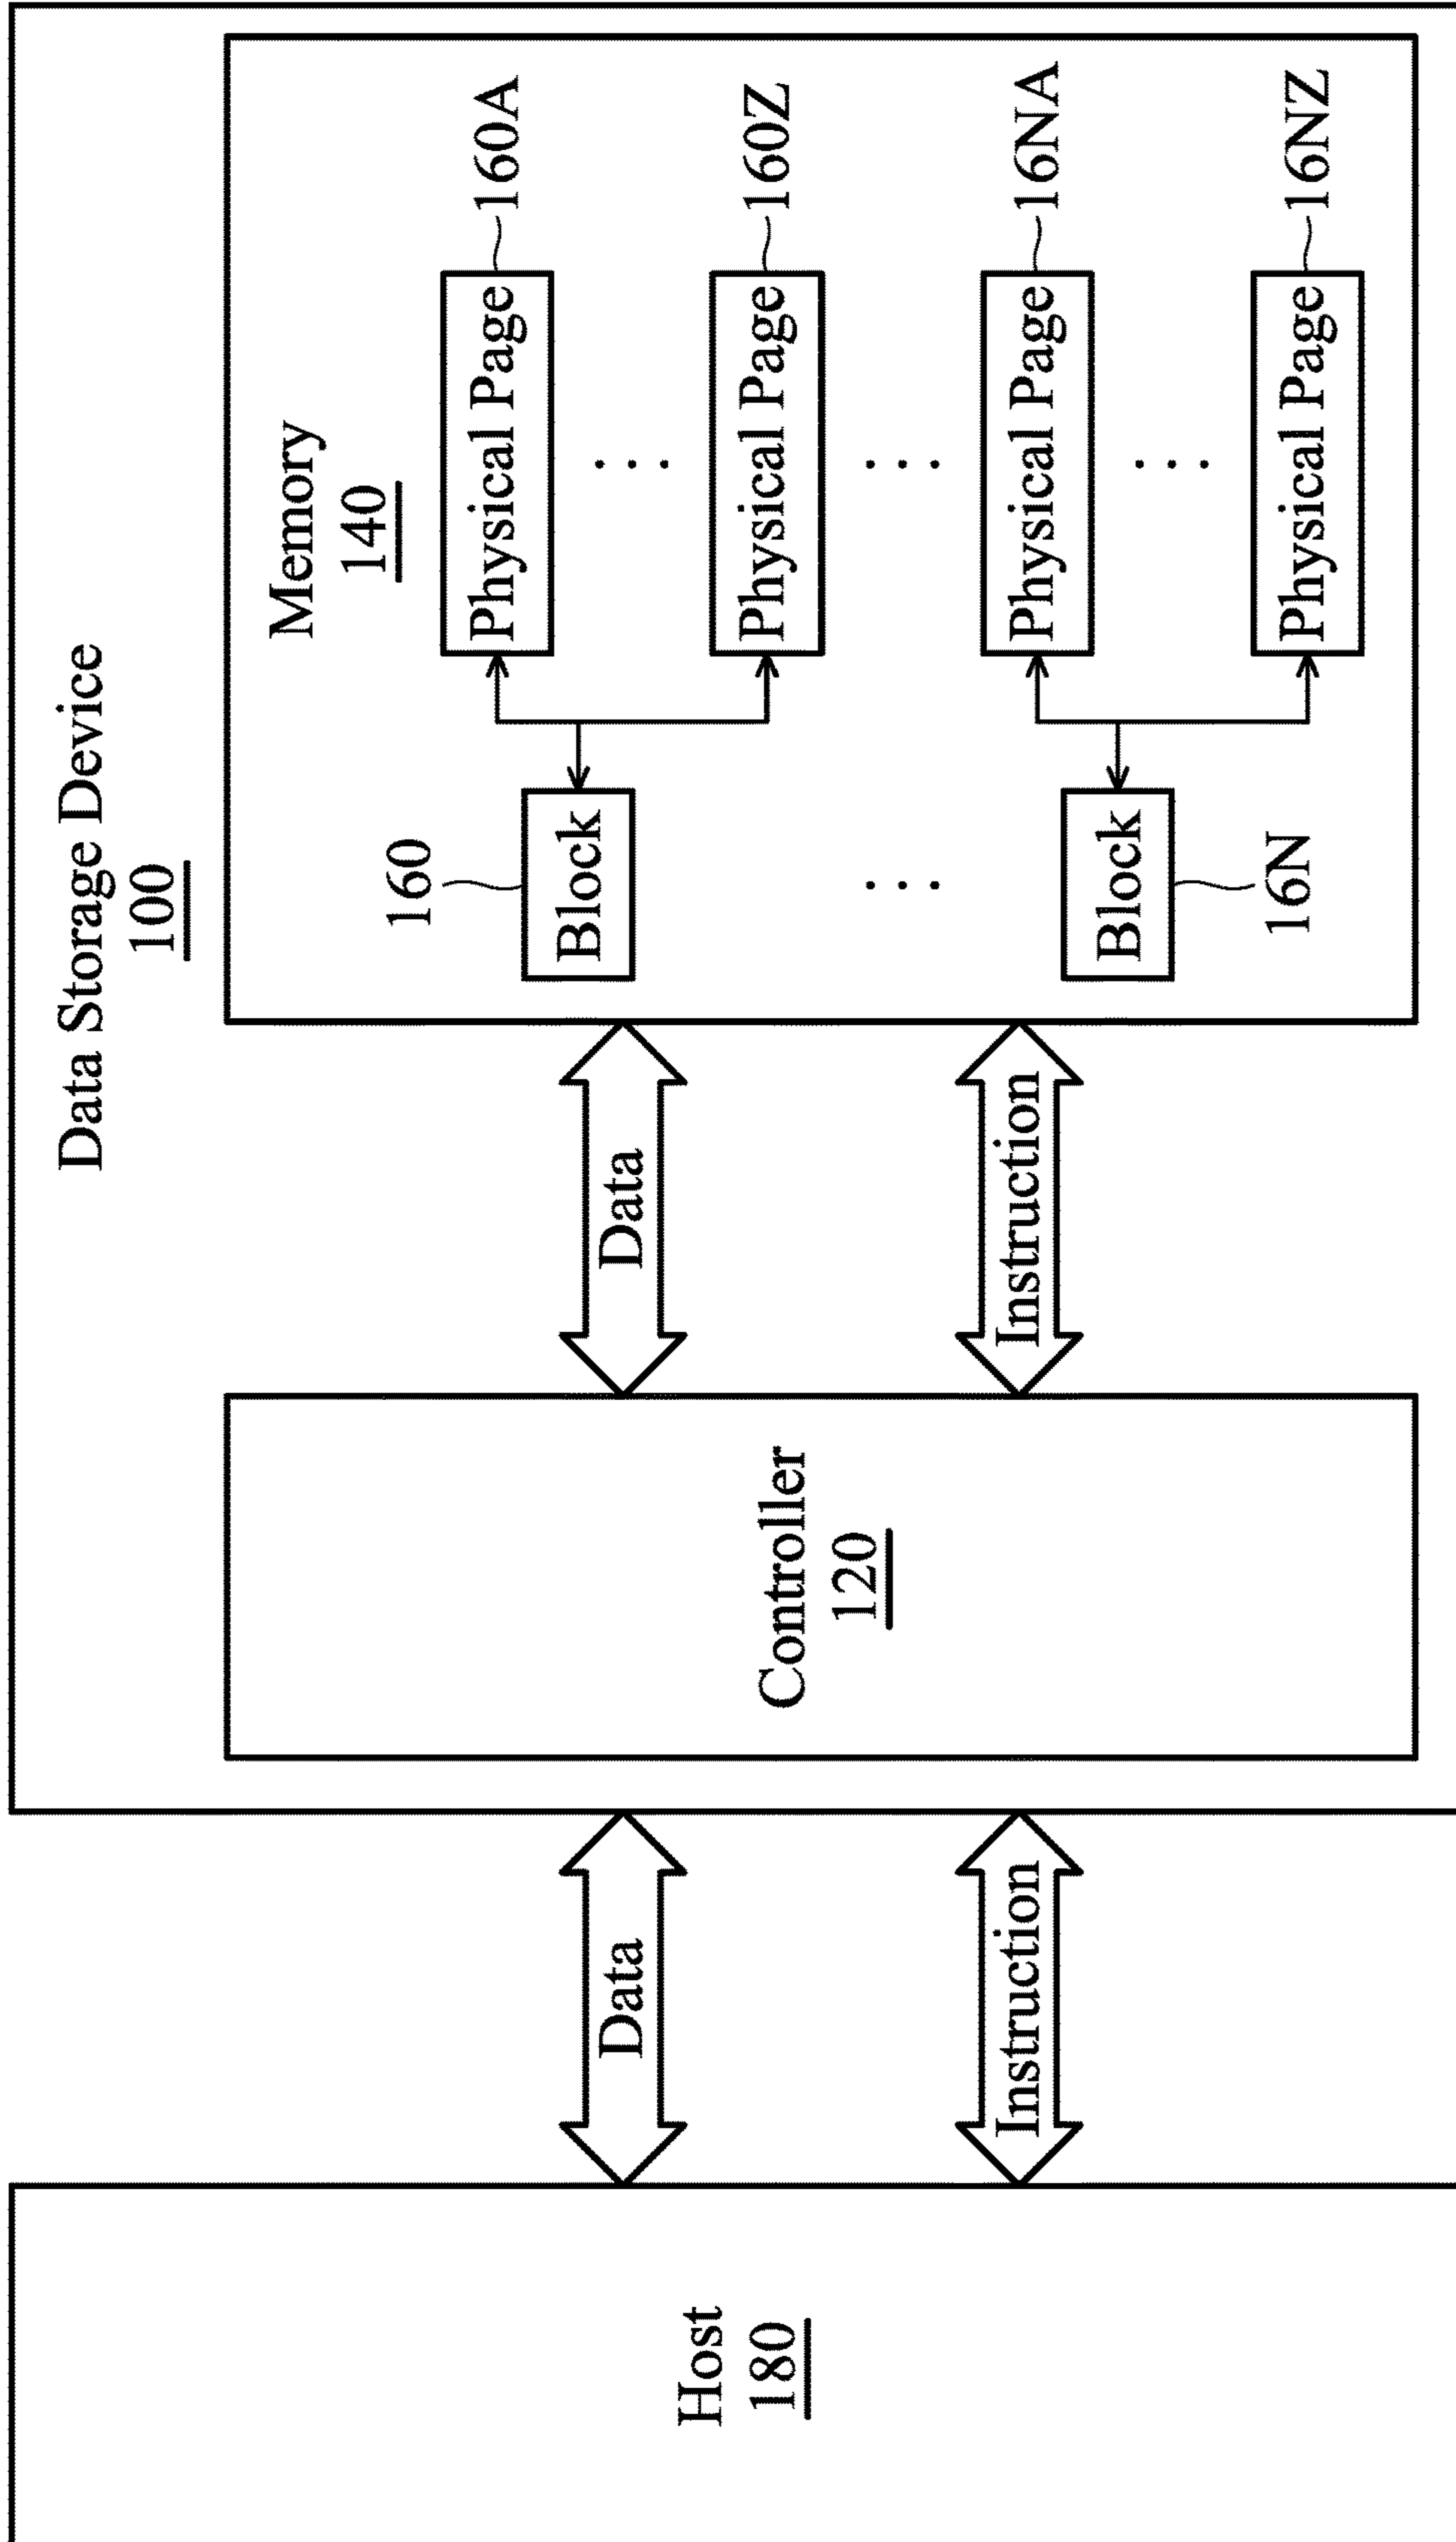 Data Storage Device
100
Host
180
Data
Instruction
Controller
120
Data
Instruction
Memory
140
160
Block
. . .
Block
16N
Physical Page
160A
. . .
Physical Page
160Z
. . .
Physical Page
16NA
. . .
Physical Page
16NZ